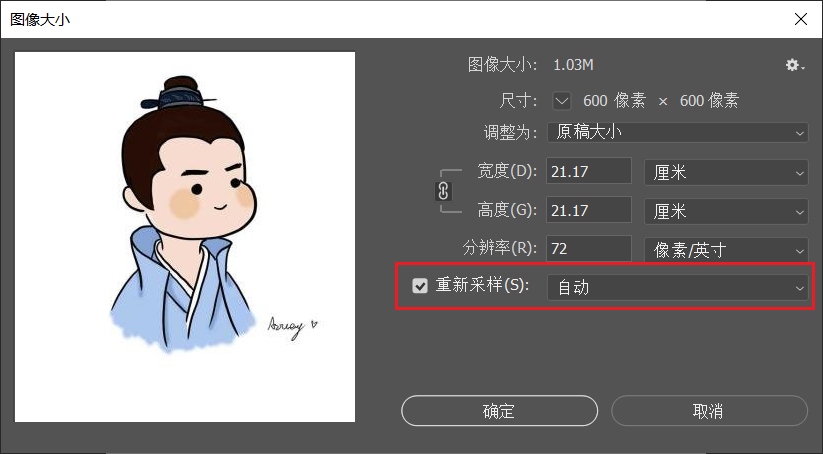 图像大小
图像大小: 1.03M
尺寸: 600 像素 × 600 像素
调整为: 原稿大小
宽度(D): 21.17 厘米
高度(G): 21.17 厘米
分辨率(R): 72 像素/英寸
重新采样(S): 自动
确定 取消